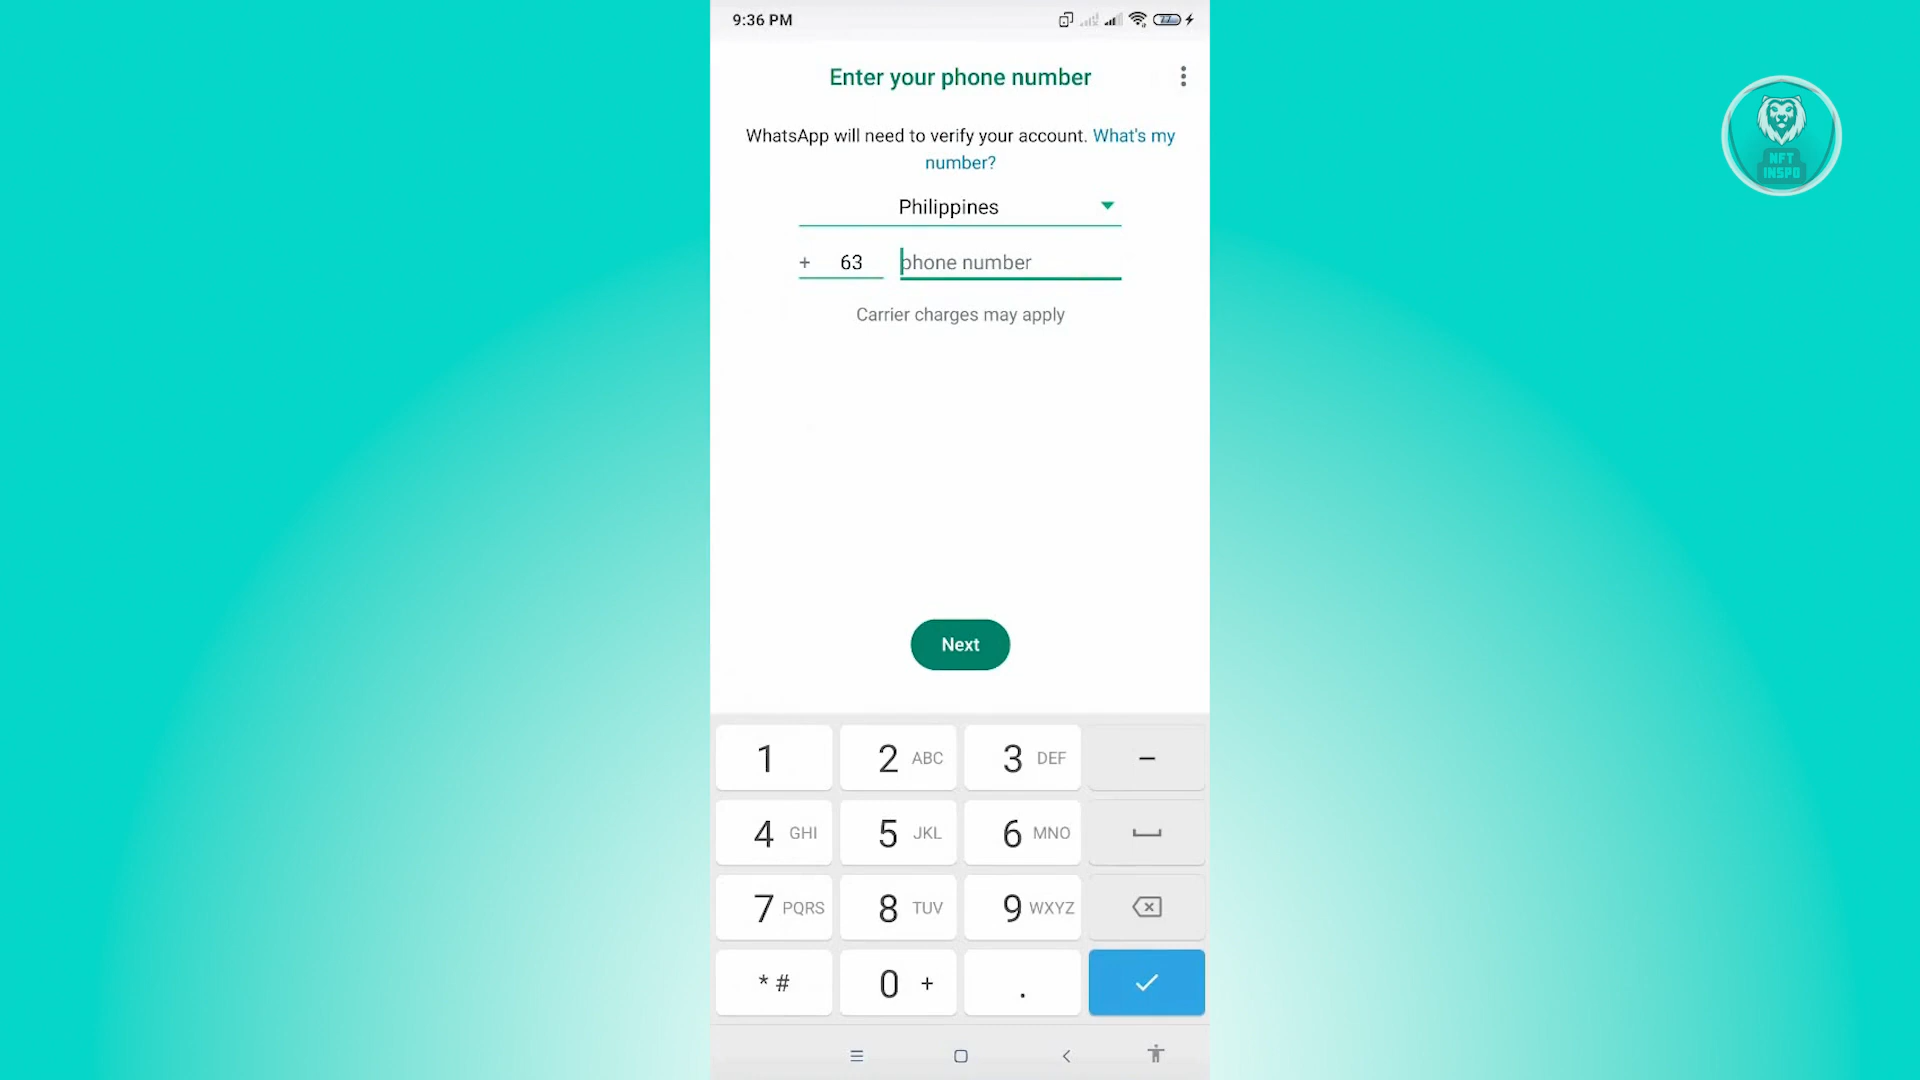 9:36 PM
77
Enter your phone number
WhatsApp will need to verify your account. What's my
number?
Philippines
+ 63 phone number
Carrier charges may apply
Next
1 2 ABC 3 DEF –
4 GHI 5 JKL 6 MNO
7 PQRS 8 TUV 9 WXYZ
* # 0 + .
NFT
INSPO